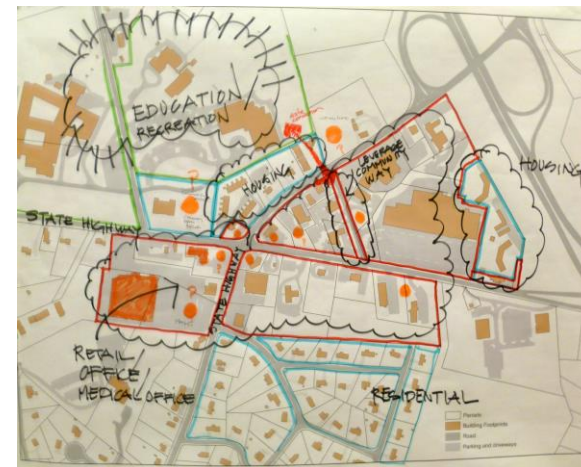 EDUCATION/
RECREATION
HOUSING
LEVERAGE
COMMUNITY
WAY
HOUSING
STATE HIGHWAY
STATE HIGHWAY
RETAIL/
OFFICE/
MEDICAL OFFICE
RESIDENTIAL
Parcels
Building Footprints
Road
Parking and Driveways